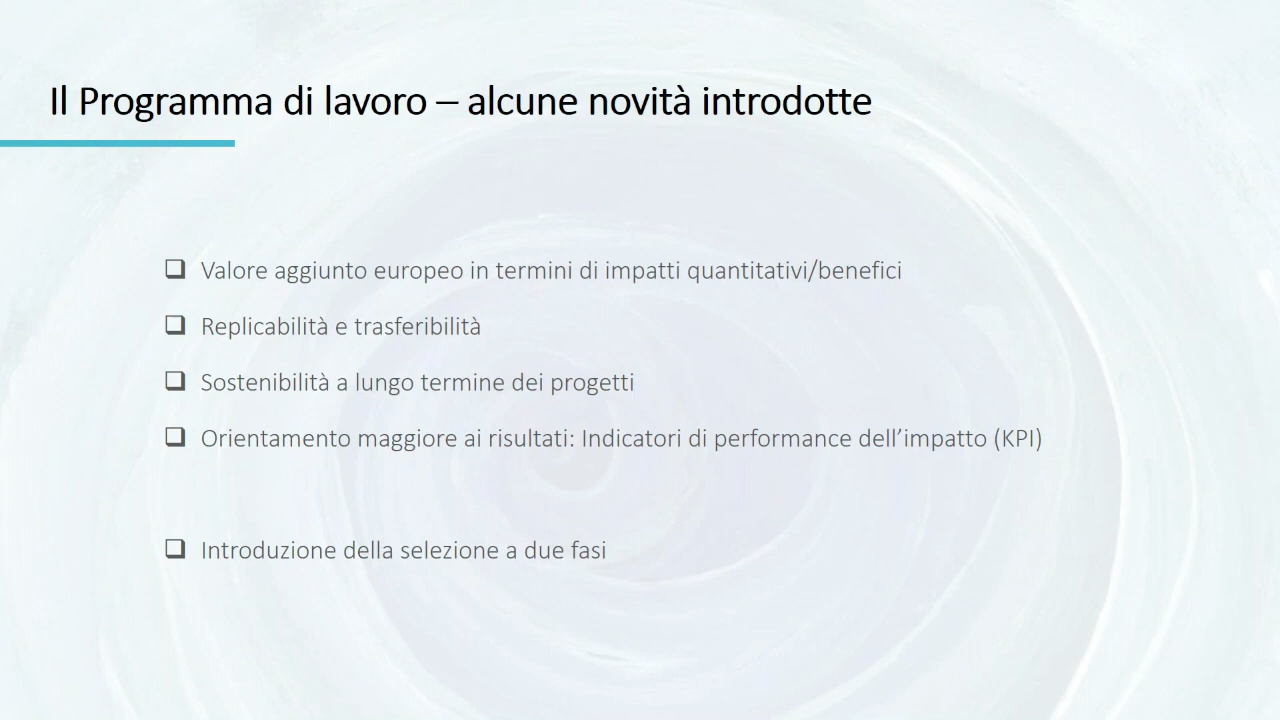 Il Programma di lavoro – alcune novità introdotte
❑ Valore aggiunto europeo in termini di impatti quantitativi/benefici
❑ Replicabilità e trasferibilità
❑ Sostenibilità a lungo termine dei progetti
❑ Orientamento maggiore ai risultati: Indicatori di performance dell’impatto (KPI)
❑ Introduzione della selezione a due fasi